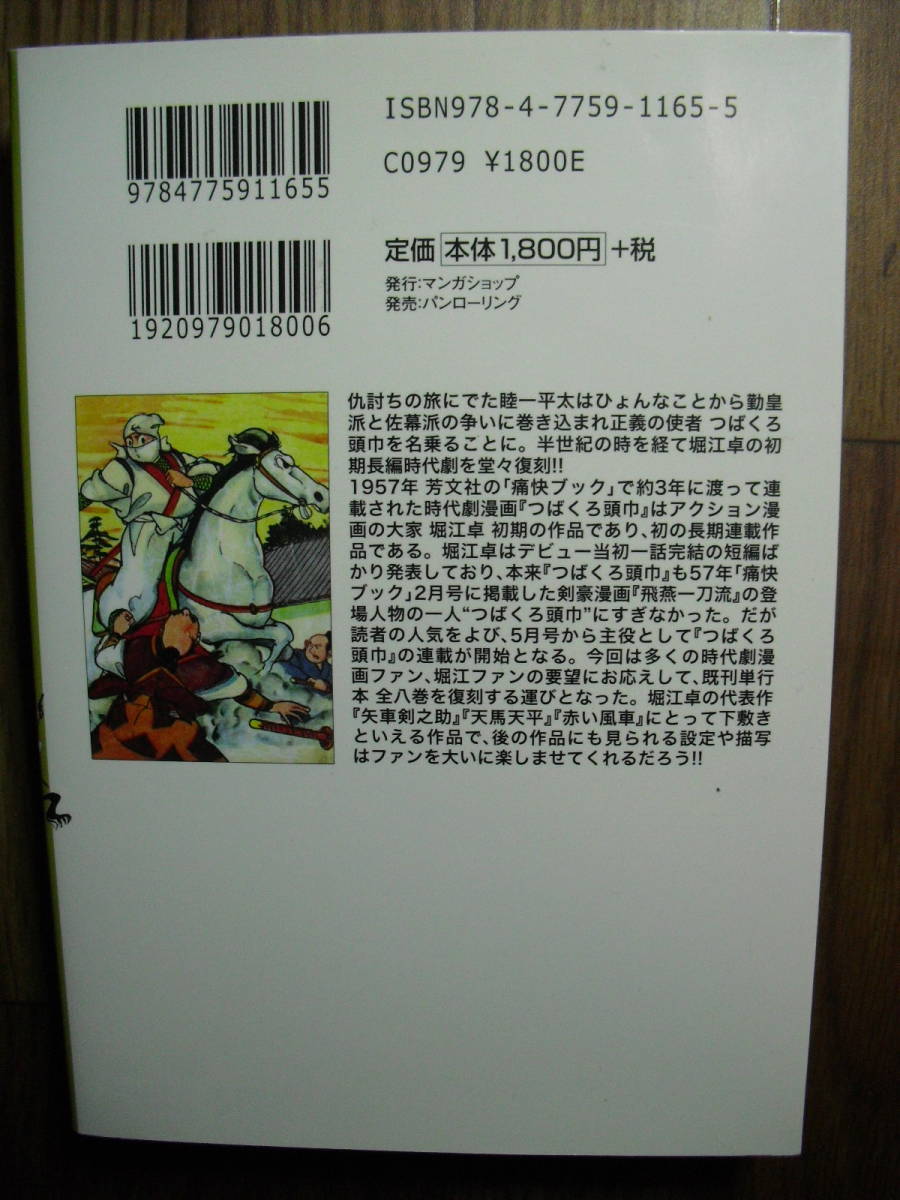 ISBN978-4-7759-1165-5
9784775911655
C0979 ¥1800E
定価 本体1,800円 +税
発行:マンガショップ
発売:パンローリング
1920979018006
仇討ちの旅にでた睦一平太はひょんなことから勤皇
派と佐幕派の争いに巻き込まれ正義の使者 つばくろ
頭巾を名乗ることに。半世紀の時を経て堀江卓の初
期長編時代劇を堂々復刻!!
1957年 芳文社の「痛快ブック」で約3年に渡って連
載された時代劇漫画『つばくろ頭巾』はアクション漫
画の大家 堀江卓 初期の作品であり、初の長期連載作
品である。堀江卓はデビュー当初一話完結の短編ば
かり発表しており、本来『つばくろ頭巾』も57年「痛快
ブック」2月号に掲載した剣豪漫画『飛燕一刀流』の登
場人物の一人“つばくろ頭巾”にすぎなかった。だが
読者の人気をよび、5月号から主役として『つばくろ
頭巾』の連載が開始となる。今回は多くの時代劇漫
画ファン、堀江ファンの要望にお応えして、既刊単行
本 全八巻を復刻する運びとなった。堀江卓の代表作
『矢車剣之助』『天馬天平』『赤い風車』にとって下敷き
といえる作品で、後の作品にも見られる設定や描写
はファンを大いに楽しませてくれるだろう!!